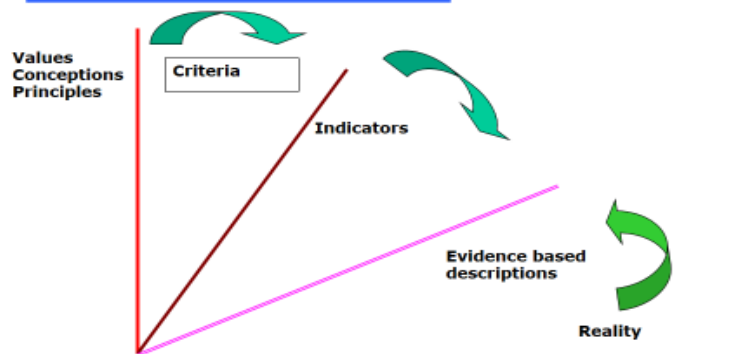 Values
Conceptions
Principles
Criteria
Indicators
Evidence based
descriptions
Reality